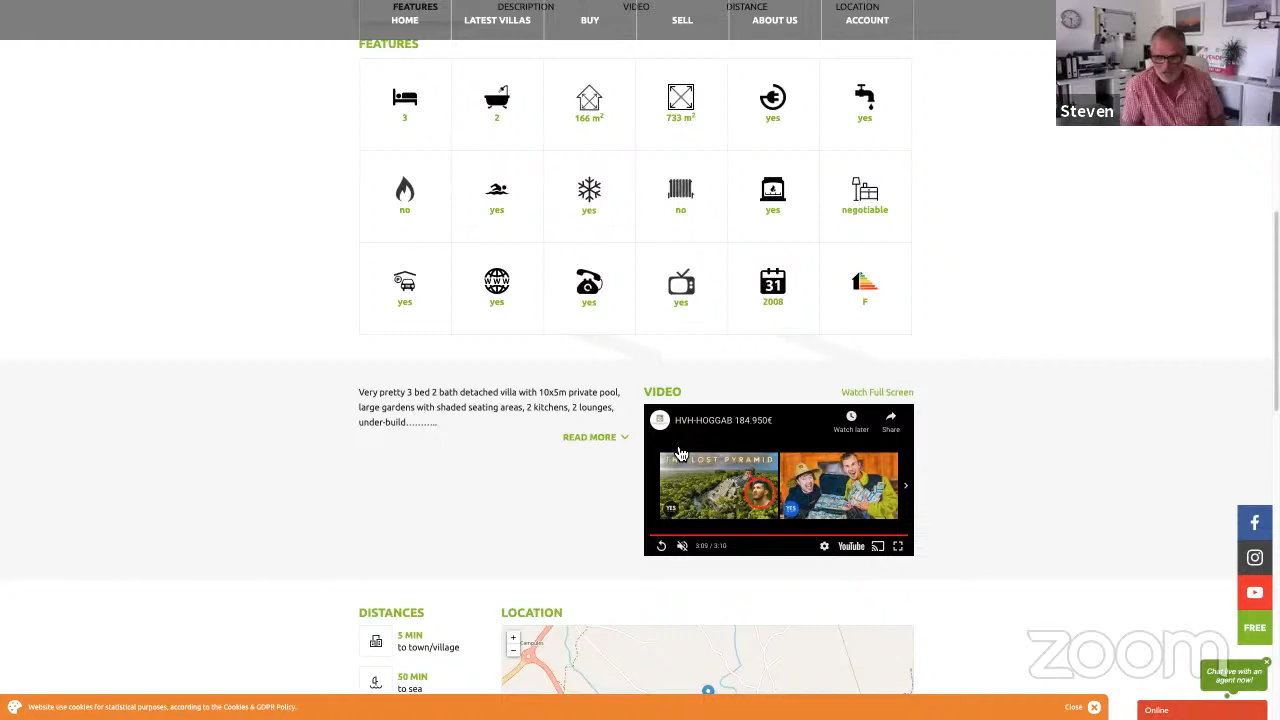 FEATURES DESCRIPTION VIDEO DISTANCE LOCATION
HOME LATEST VILLAS BUY SELL ABOUT US ACCOUNT
Steven
FEATURES
3 2 166 m² 733 m² yes yes
no yes yes no yes negotiable
yes yes yes yes 2008 F
31
WWW
Very pretty 3 bed 2 bath detached villa with 10x5m private pool,
large gardens with shaded seating areas, 2 kitchens, 2 lounges,
under-build...........
READ MORE
VIDEO Watch Full Screen
HVH-HOGGAB 184.950€
Watch later Share
LOST PYRAMID
YES YES
3:09 / 3:10 YouTube
DISTANCES
5 MIN
to town/village
50 MIN
to sea
LOCATION
+
−
FREE
zoom
Chat live with an
agent now!
Website use cookies for statistical purposes, according to the Cookies & GDPR Policy.
Close
Online